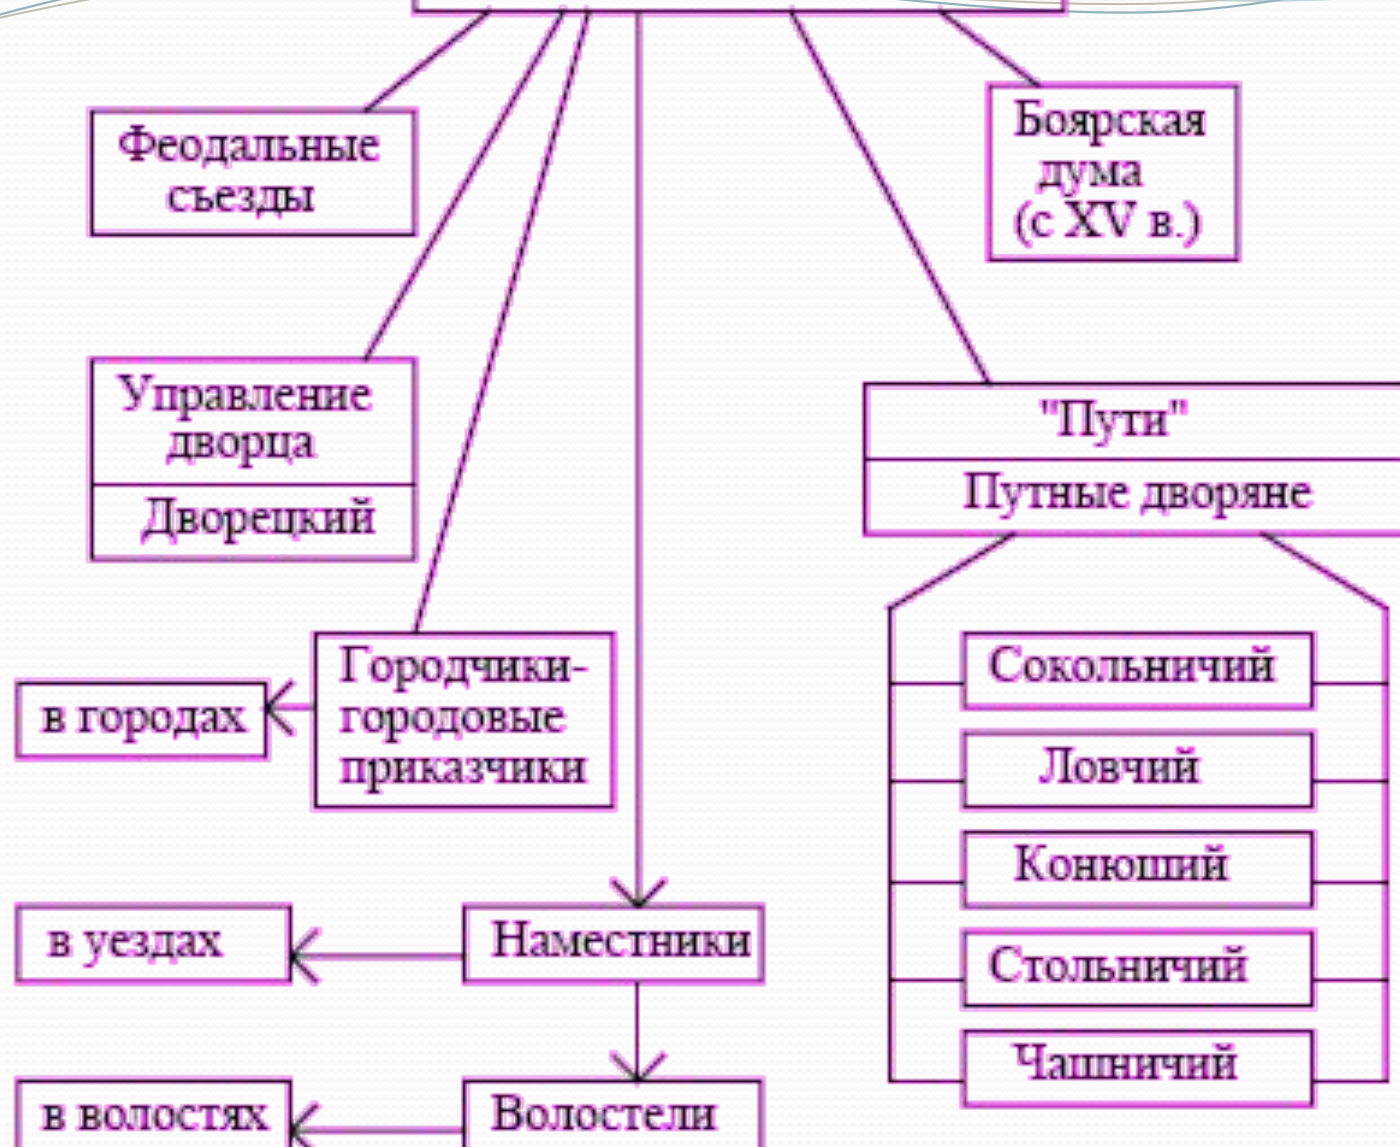 Феодальные
съезды
Боярская
дума
(с XV в.)
Управление
дворца
Дворецкий
"Пути"
Путные дворяне
Городчики-
городовые
приказчики
в городах
Сокольничий
Ловчий
Конюший
Стольничий
Чашничий
Наместники
в уездах
Волостели
в волостях